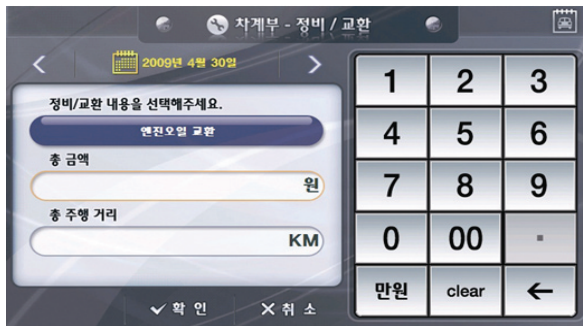 차계부 - 정비 / 교환
2009년 4월 30일
정비/교환 내용을 선택해주세요.
엔진오일 교환
총 금액
원
총 주행 거리
KM
확 인
취 소
1 2 3
4 5 6
7 8 9
0 00 .
만원 clear ←